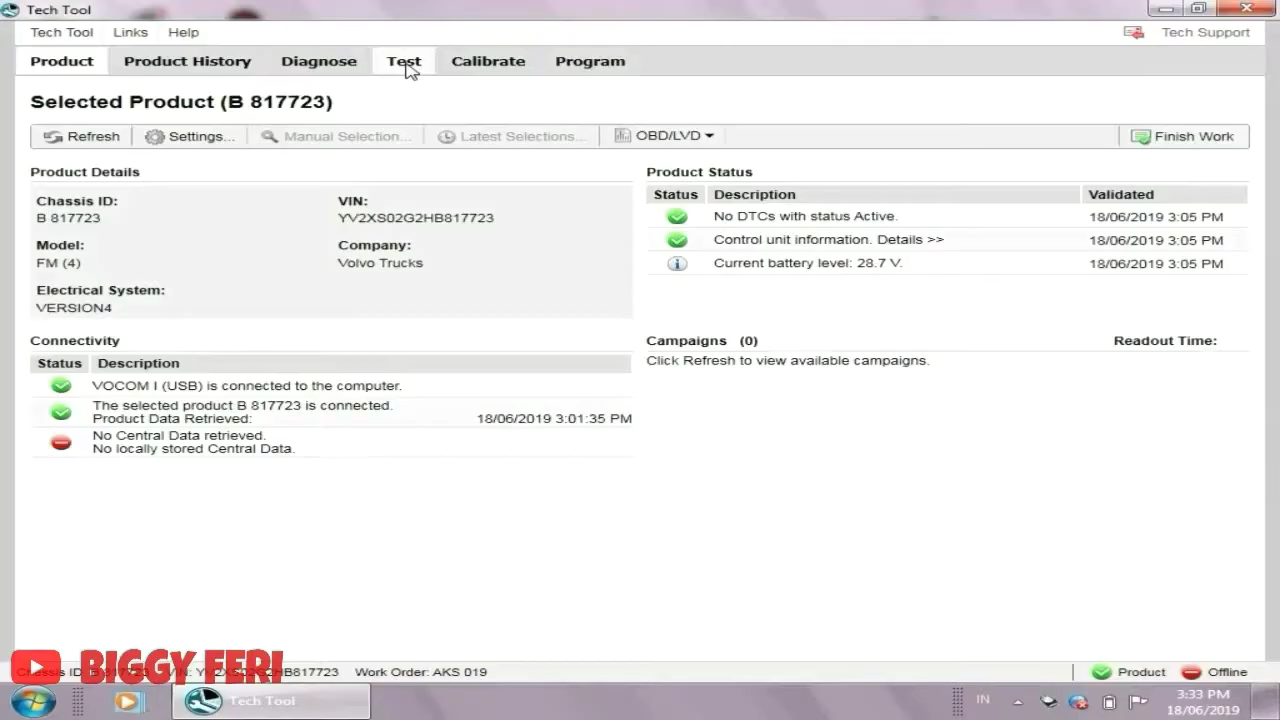 Tech Tool
Tech Tool Links Help Tech Support
Product Product History Diagnose Test Calibrate Program
Selected Product (B 817723)
Refresh Settings... Manual Selection... Latest Selections... OBD/LVD Finish Work
Product Details
Chassis ID: VIN:
B 817723 YV2XS02G2HB817723
Model: Company:
FM (4) Volvo Trucks
Electrical System:
VERSION4
Product Status
Status Description Validated
No DTCs with status Active. 18/06/2019 3:05 PM
Control unit information. Details >> 18/06/2019 3:05 PM
Current battery level: 28.7 V. 18/06/2019 3:05 PM
Connectivity
Status Description
VOCOM I (USB) is connected to the computer.
The selected product B 817723 is connected.
Product Data Retrieved: 18/06/2019 3:01:35 PM
No Central Data retrieved.
No locally stored Central Data.
Campaigns (0) Readout Time:
Click Refresh to view available campaigns.
BIGGY FERI
Work Order: AKS 019 Product Offline
Tech Tool IN 3:33 PM
18/06/2019